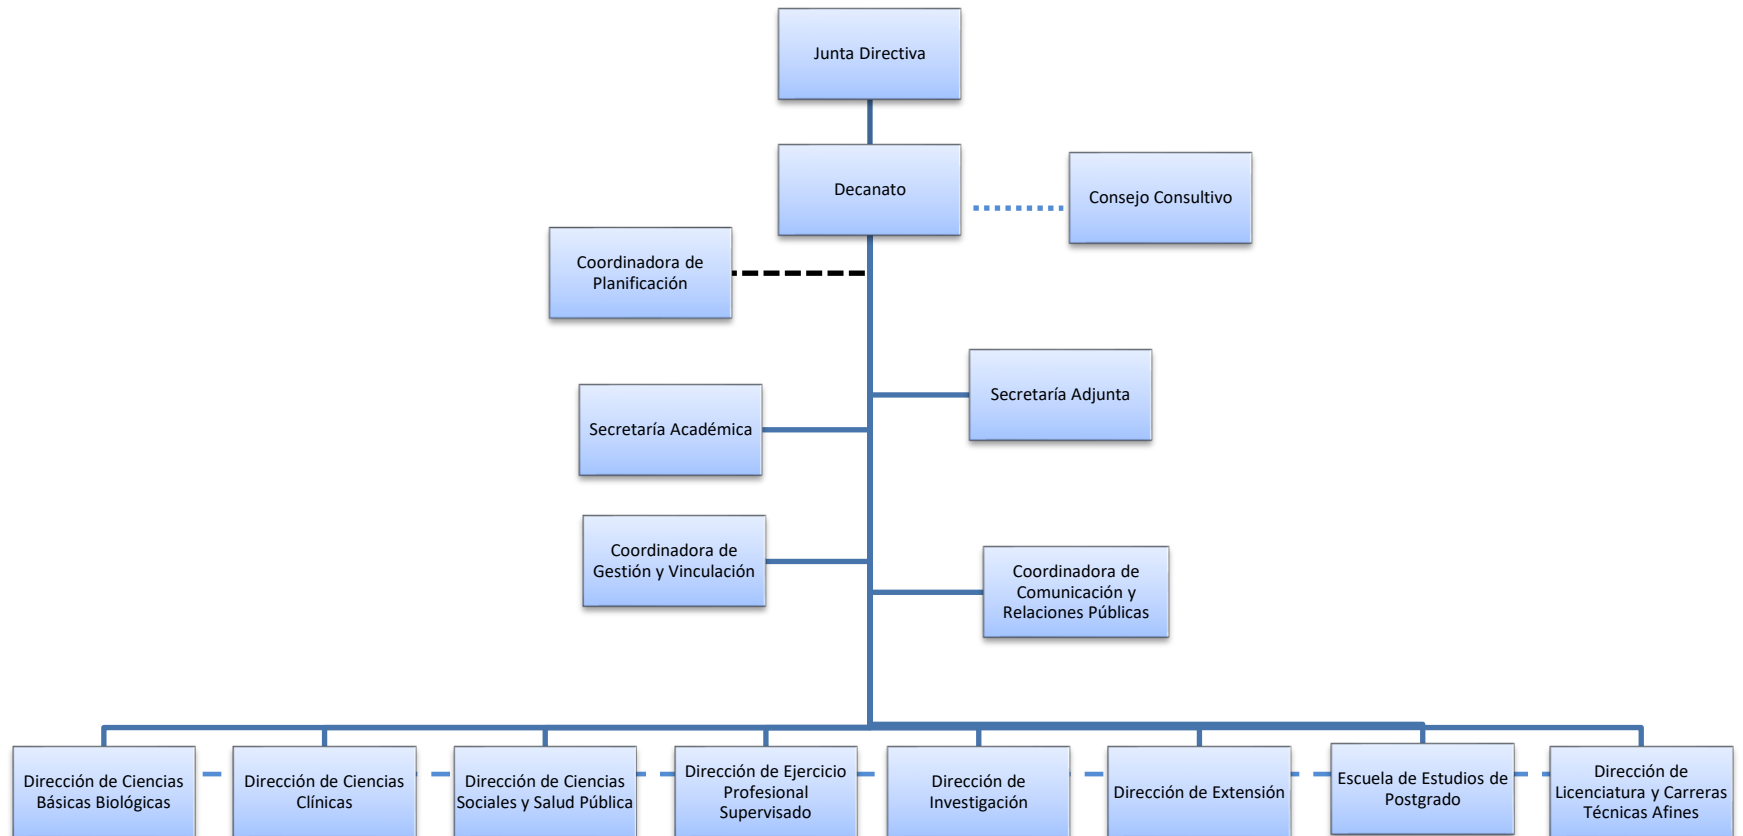 Junta Directiva
Decanato
Consejo Consultivo
Coordinadora de
Planificación
Secretaría Adjunta
Secretaría Académica
Coordinadora de
Gestión y Vinculación
Coordinadora de
Comunicación y
Relaciones Públicas
Dirección de Ciencias
Básicas Biológicas
Dirección de Ciencias
Clínicas
Dirección de Ciencias
Sociales y Salud Pública
Dirección de Ejercicio
Profesional
Supervisado
Dirección de
Investigación
Dirección de Extensión
Escuela de Estudios de
Postgrado
Dirección de
Licenciatura y Carreras
Técnicas Afines